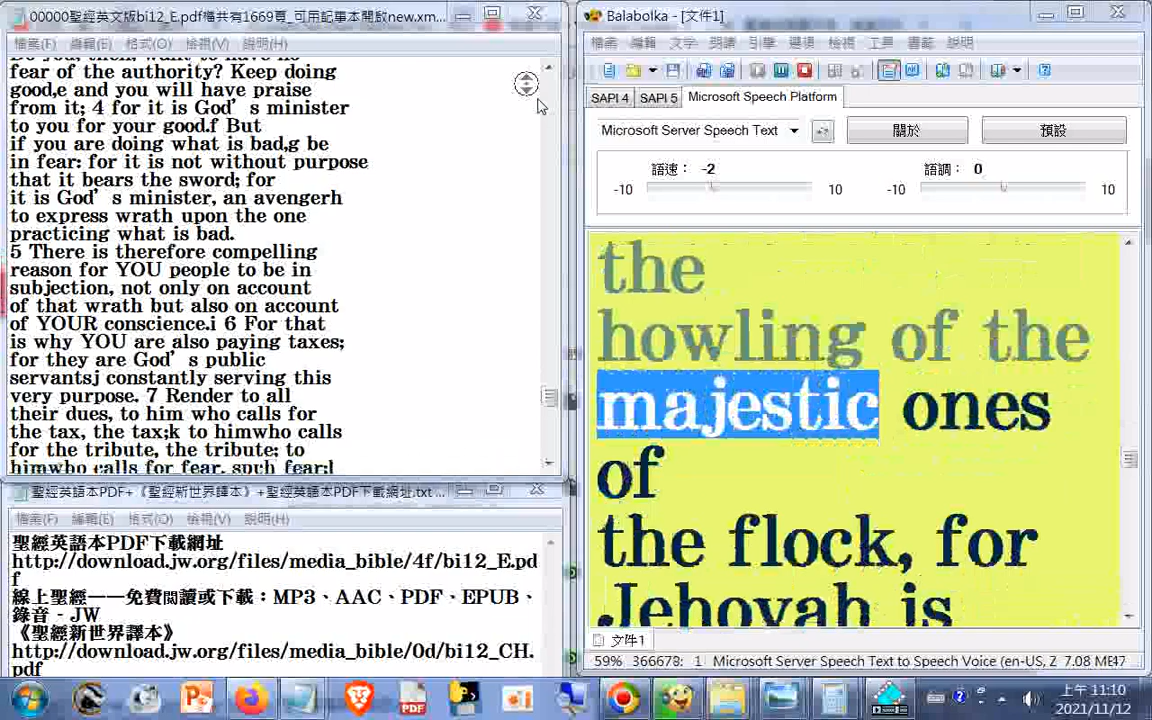 00000聖經英文版bi12_E.pdf檔共有1669頁_可用記事本開啟new.xm...
檔案(F) 編輯(E) 格式(O) 檢視(V) 說明(H)
Do you, then, want to have no
fear of the authority? Keep doing
good,e and you will have praise
from it; 4 for it is God’s minister
to you for your good.f But
if you are doing what is bad,g be
in fear: for it is not without purpose
that it bears the sword; for
it is God’s minister, an avengerh
to express wrath upon the one
practicing what is bad.
5 There is therefore compelling
reason for YOU people to be in
subjection, not only on account
of that wrath but also on account
of YOUR conscience.i 6 For that
is why YOU are also paying taxes;
for they are God’s public
servantsj constantly serving this
very purpose. 7 Render to all
their dues, to him who calls for
the tax, the tax;k to himwho calls
for the tribute, the tribute; to
himwho calls for fear, such fear;l
聖經英語本PDF+《聖經新世界譯本》+聖經英語本PDF下載網址.txt ...
檔案(F) 編輯(E) 格式(O) 檢視(V) 說明(H)
聖經英語本PDF下載網址
http://download.jw.org/files/media_bible/4f/bi12_E.pd
f
線上聖經——免費閱讀或下載：MP3、AAC、PDF、EPUB、
錄音 - JW
《聖經新世界譯本》
http://download.jw.org/files/media_bible/0d/bi12_CH.
pdf
Balabolka - [文件1]
檔案 編輯 文字 朗讀 引擎 選項 檢視 工具 書籤 說明
SAPI 4 SAPI 5 Microsoft Speech Platform
Microsoft Server Speech Text 關於 預設
語速： -2 語調： 0
-10 10 -10 10
the
howling of the
majestic ones
of
the flock, for
Jehovah is
文件1
59% 366678: 1 Microsoft Server Speech Text to Speech Voice (en-US, Z 7.08 ME47
上午 11:10
2021/11/12